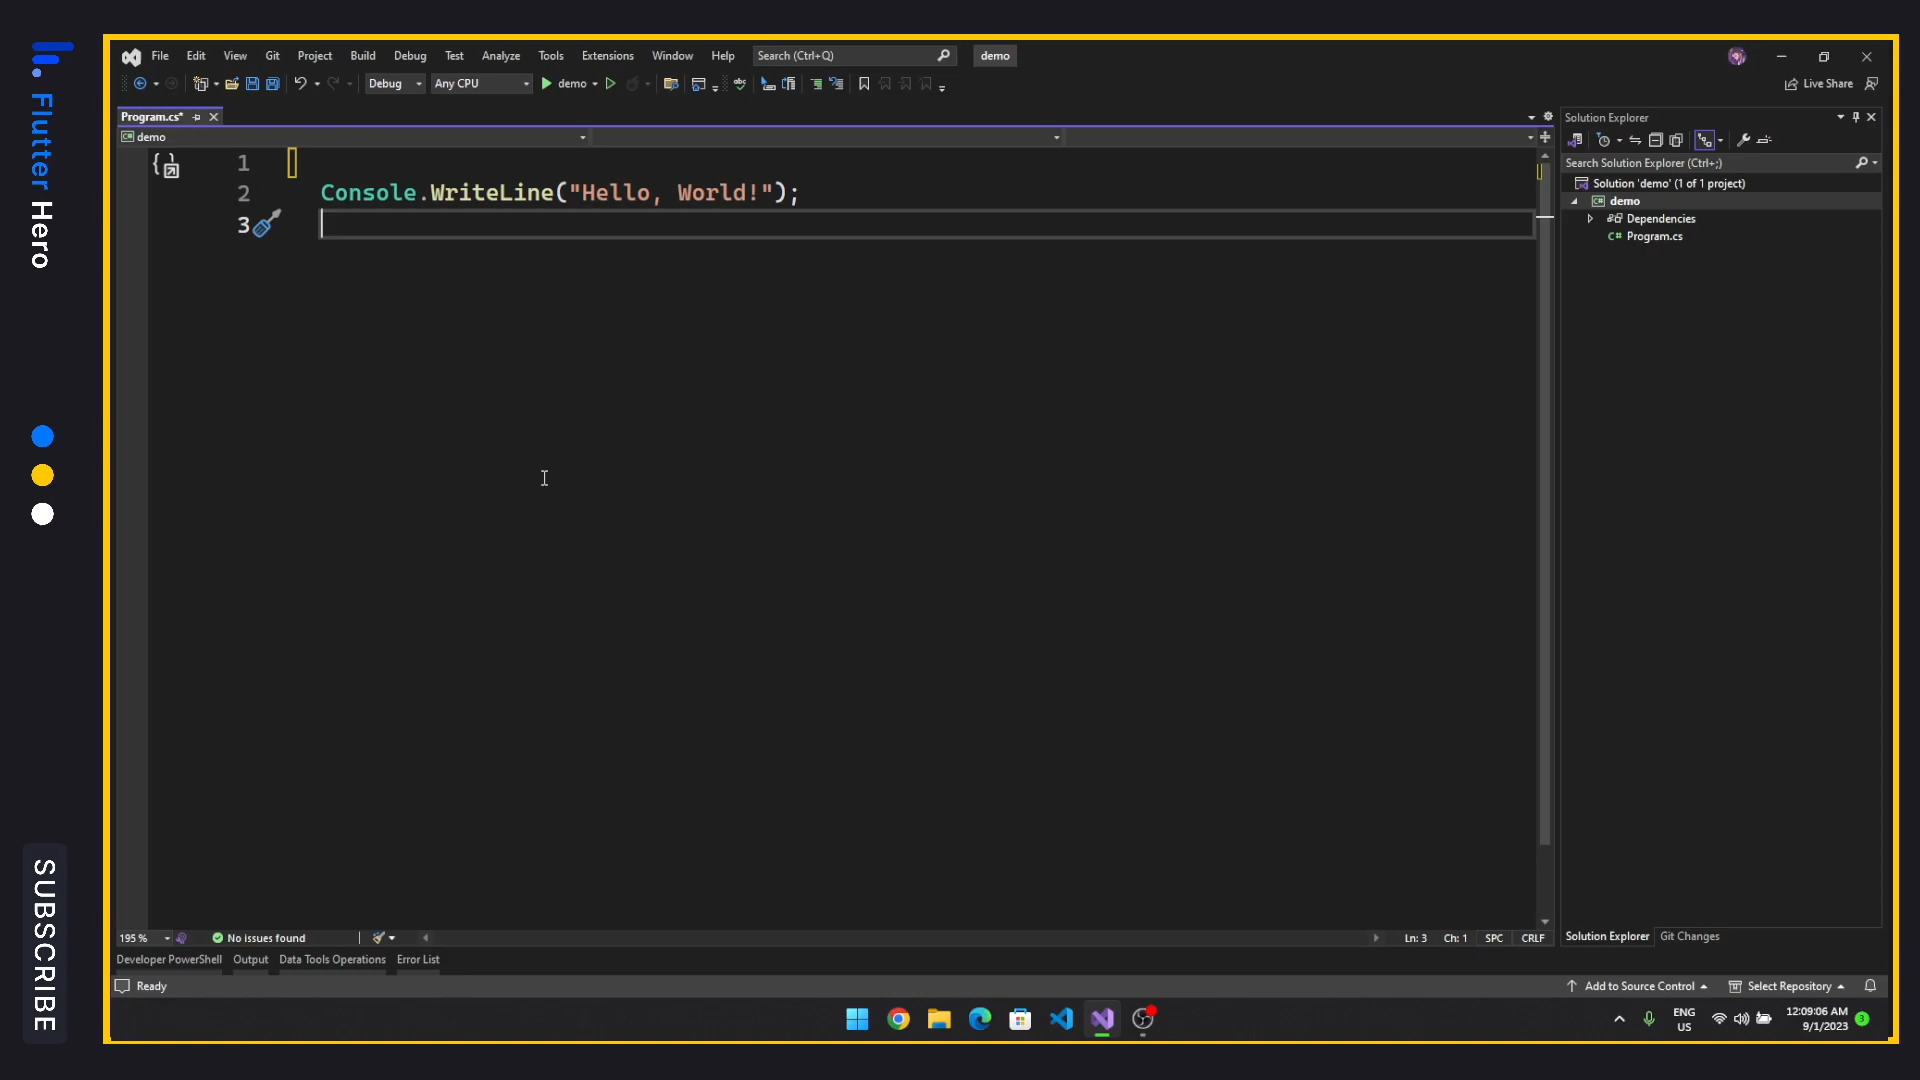 Flutter Hero
SUBSCRIBE
File Edit View Git Project Build Debug Test Analyze Tools Extensions Window Help Search (Ctrl+Q) demo
Debug Any CPU demo Live Share
Program.cs*
demo
1
2 Console.WriteLine("Hello, World!");
3
Solution Explorer
Search Solution Explorer (Ctrl+;)
Solution 'demo' (1 of 1 project)
demo
Dependencies
C# Program.cs
195 % No issues found Ln: 3 Ch: 1 SPC CRLF
Solution Explorer Git Changes
Developer PowerShell Output Data Tools Operations Error List
Ready Add to Source Control Select Repository
ENG
US
12:09:06 AM
9/1/2023
3